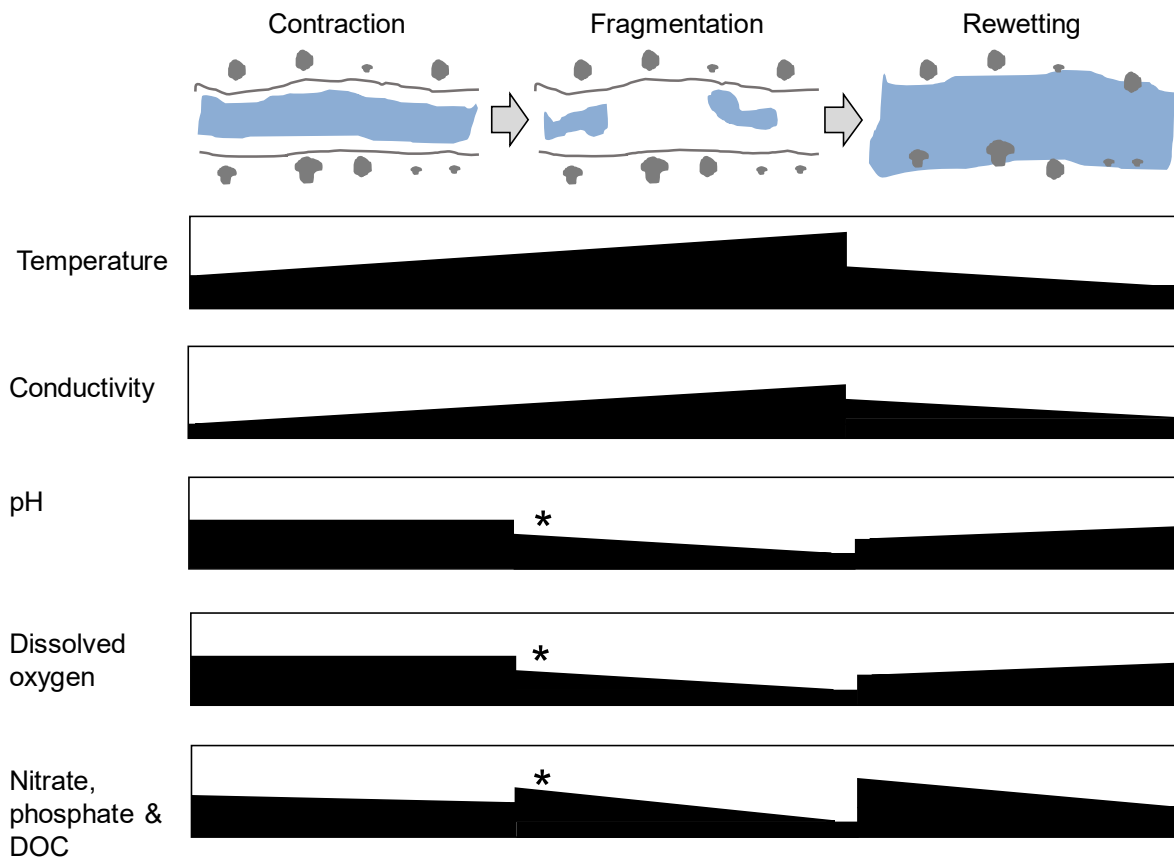 Contraction
Fragmentation
Rewetting
Temperature
Conductivity
pH
*
Dissolved
oxygen
*
Nitrate,
phosphate &
DOC
*